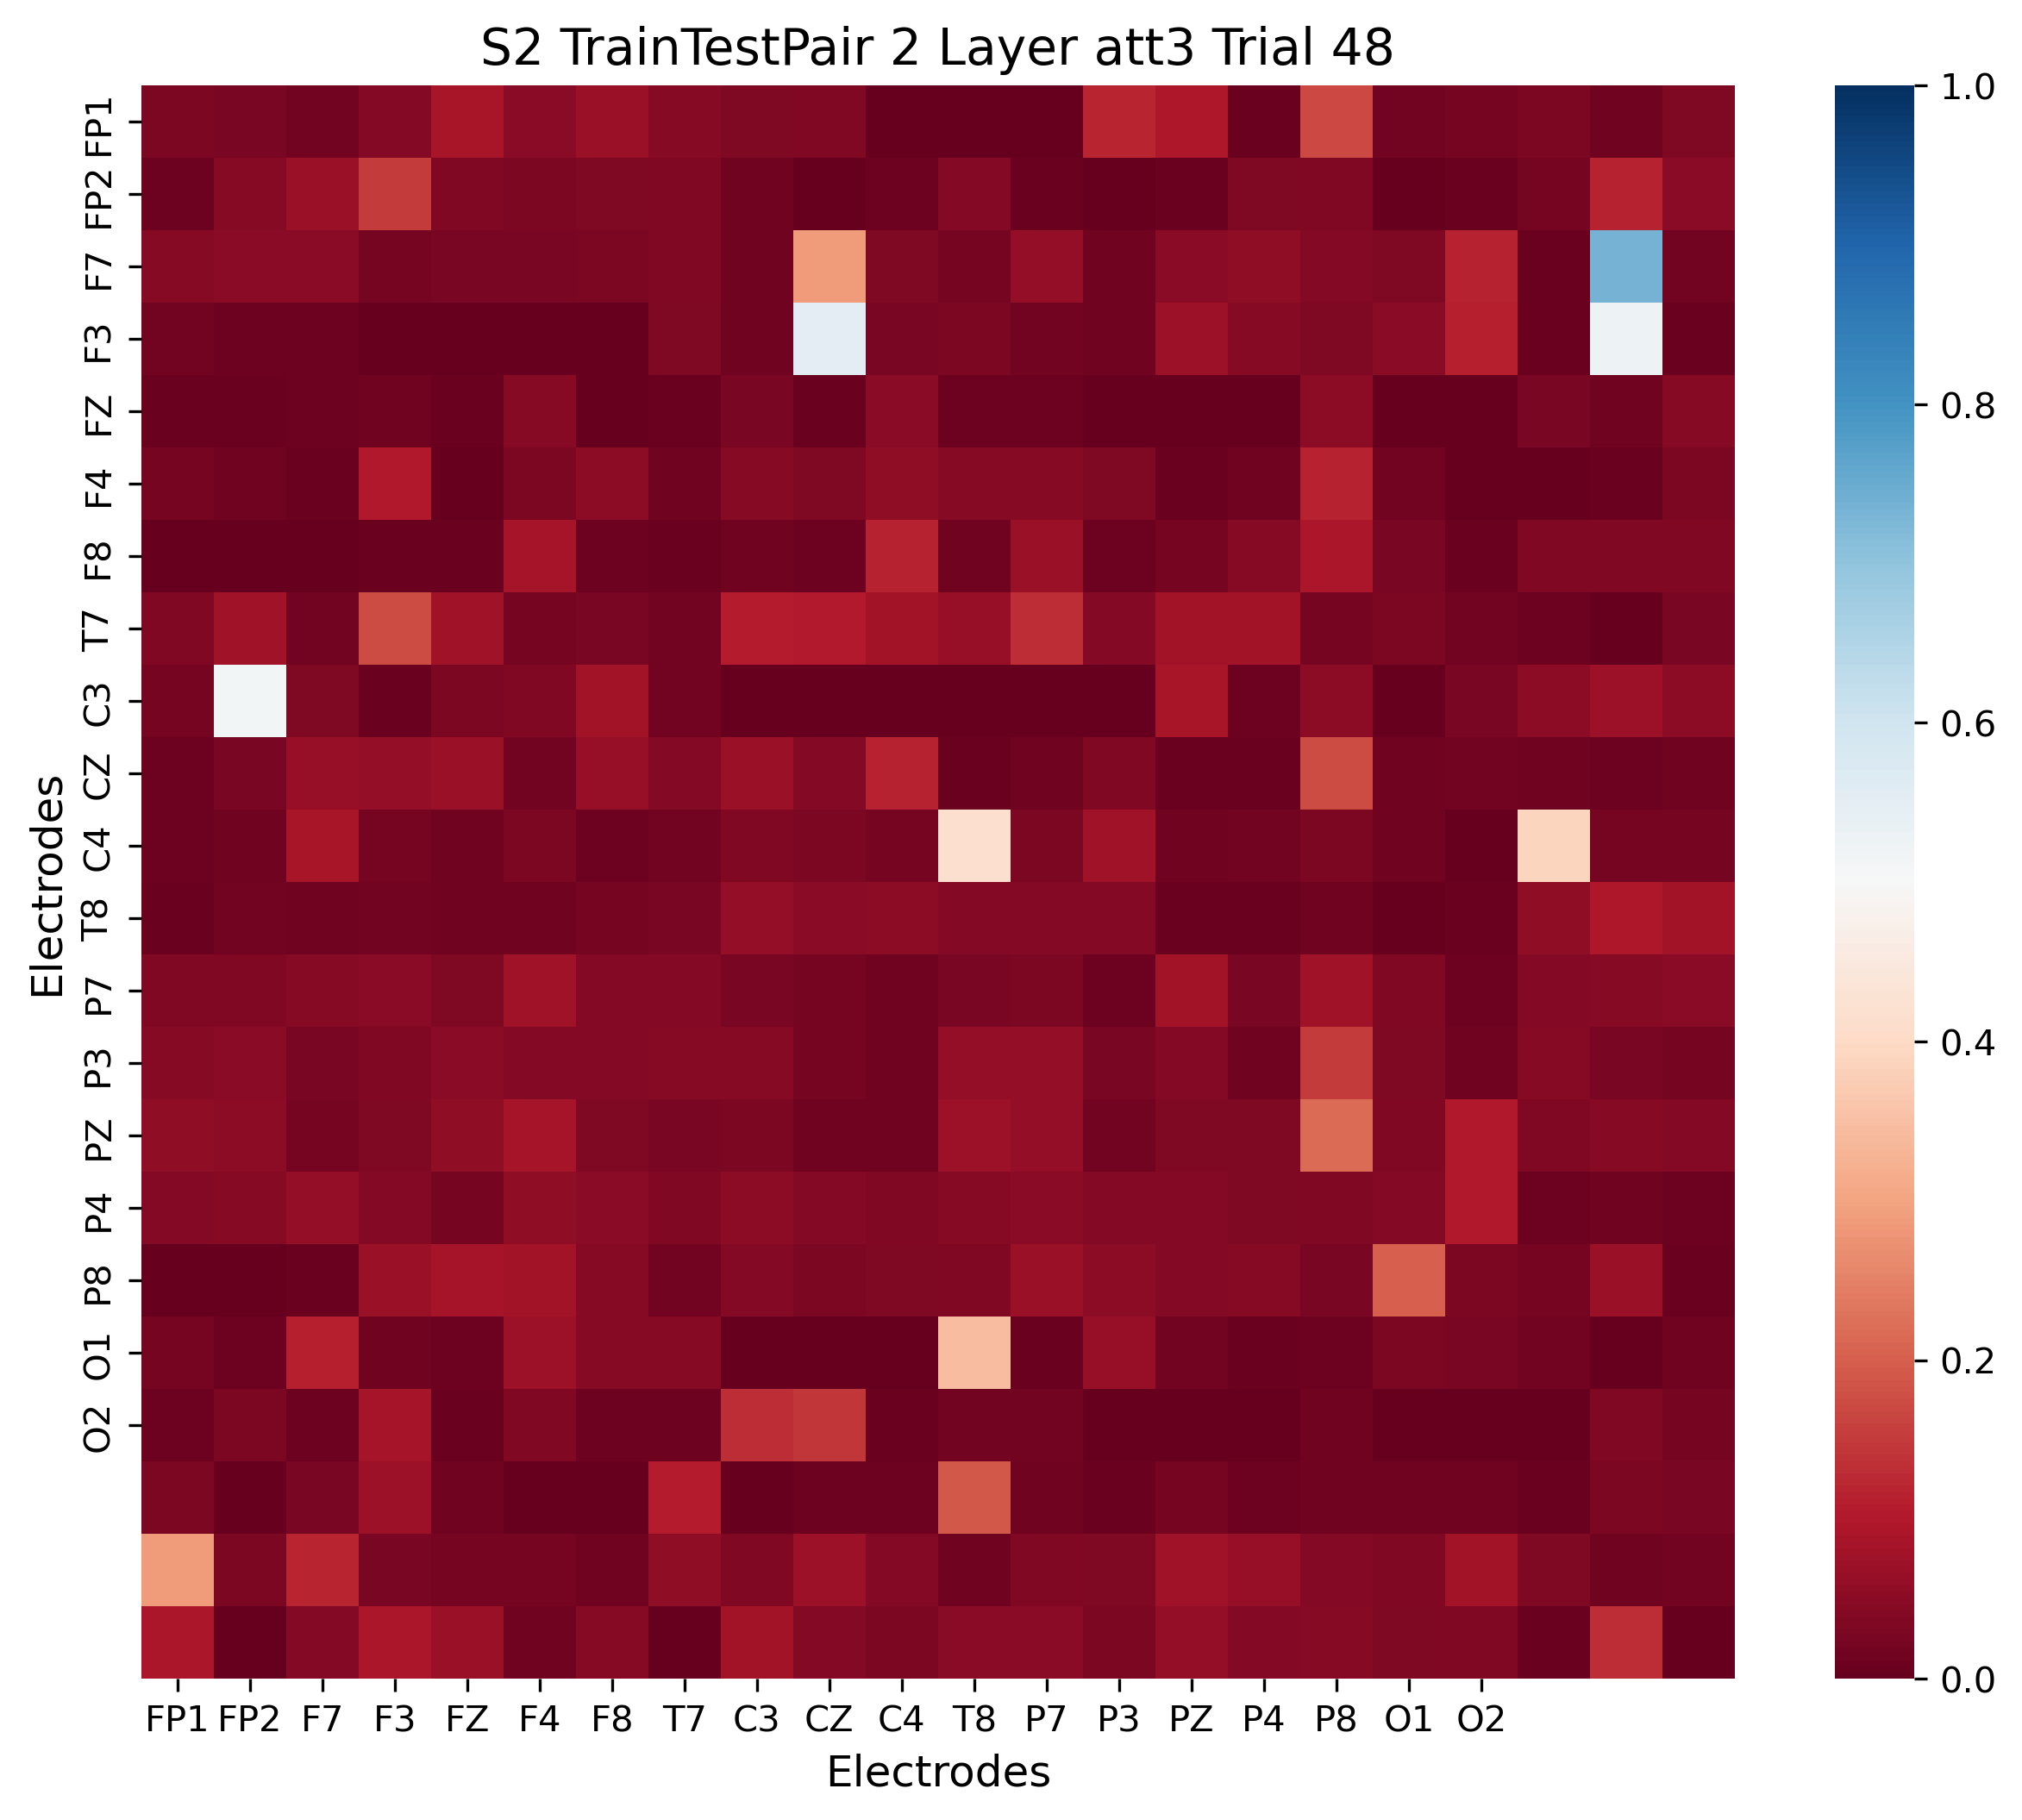 S2 TrainTestPair 2 Layer att3 Trial 48
Electrodes
FP1
FP2
F7
F3
FZ
F4
F8
T7
C3
CZ
C4
T8
P7
P3
PZ
P4
P8
O1
O2
FP1 FP2 F7 F3 FZ F4 F8 T7 C3 CZ C4 T8 P7 P3 PZ P4 P8 O1 O2
Electrodes
1.0
0.8
0.6
0.4
0.2
0.0